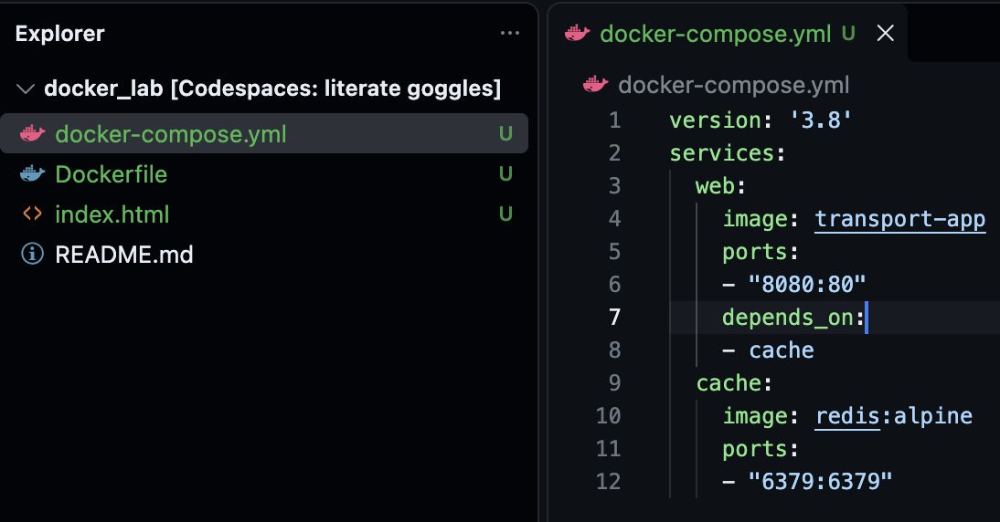 Explorer
docker_lab [Codespaces: literate goggles]
docker-compose.yml U
Dockerfile U
index.html U
README.md
docker-compose.yml U
docker-compose.yml
1 version: '3.8'
2 services:
3   web:
4     image: transport-app
5     ports:
6     - "8080:80"
7     depends_on:
8     - cache
9   cache:
10     image: redis:alpine
11     ports:
12     - "6379:6379"